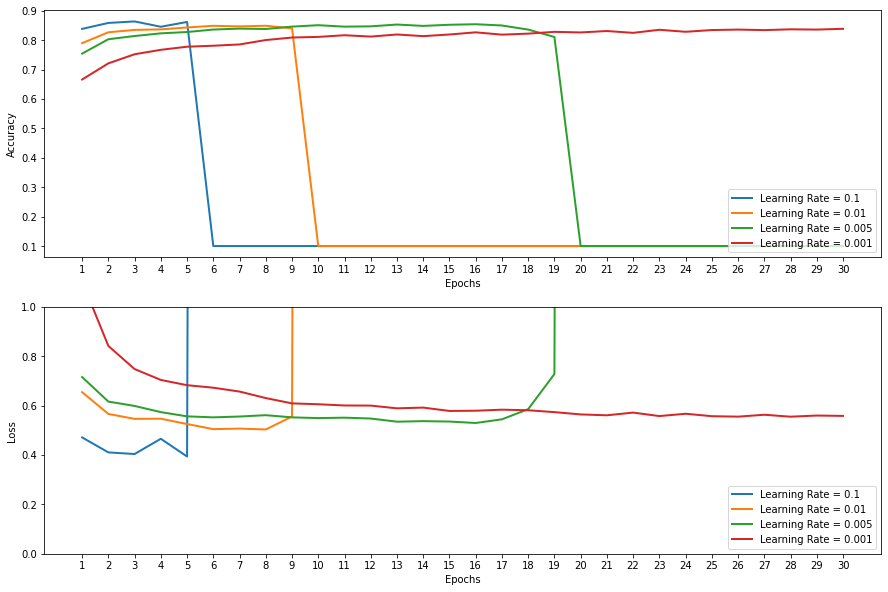 0.9
0.8
0.7
0.6
0.5
0.4
0.3
0.2
0.1
Accuracy
Learning Rate = 0.1
Learning Rate = 0.01
Learning Rate = 0.005
Learning Rate = 0.001
1 2 3 4 5 6 7 8 9 10 11 12 13 14 15 16 17 18 19 20 21 22 23 24 25 26 27 28 29 30
Epochs
1.0
0.8
0.6
0.4
0.2
0.0
Loss
Learning Rate = 0.1
Learning Rate = 0.01
Learning Rate = 0.005
Learning Rate = 0.001
1 2 3 4 5 6 7 8 9 10 11 12 13 14 15 16 17 18 19 20 21 22 23 24 25 26 27 28 29 30
Epochs